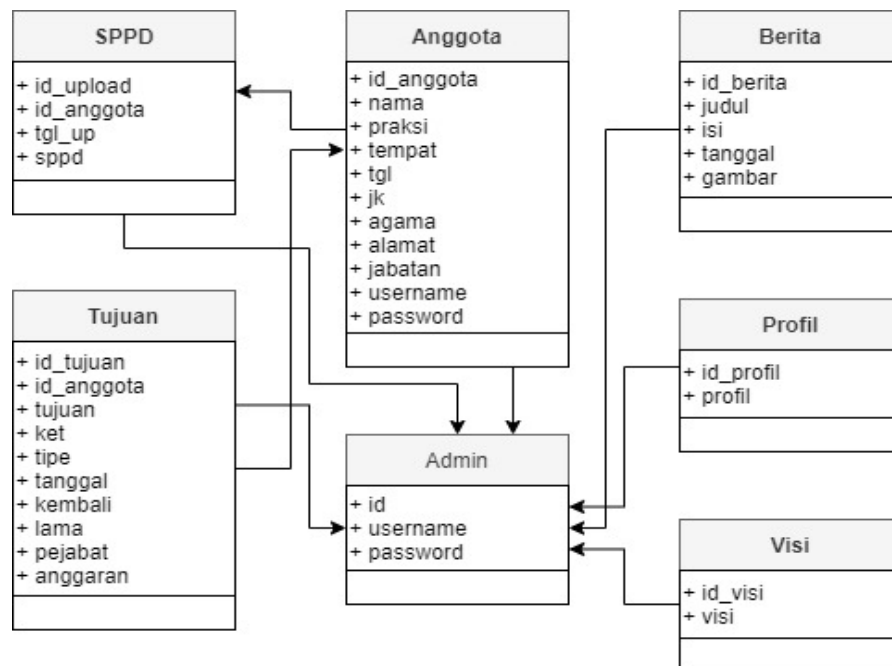 SPPD
+ id_upload
+ id_anggota
+ tgl_up
+ sppd
Anggota
+ id_anggota
+ nama
+ praksi
+ tempat
+ tgl
+ jk
+ agama
+ alamat
+ jabatan
+ username
+ password
Berita
+ id_berita
+ judul
+ isi
+ tanggal
+ gambar
Tujuan
+ id_tujuan
+ id_anggota
+ tujuan
+ ket
+ tipe
+ tanggal
+ kembali
+ lama
+ pejabat
+ anggaran
Admin
+ id
+ username
+ password
Profil
+ id_profil
+ profil
Visi
+ id_visi
+ visi